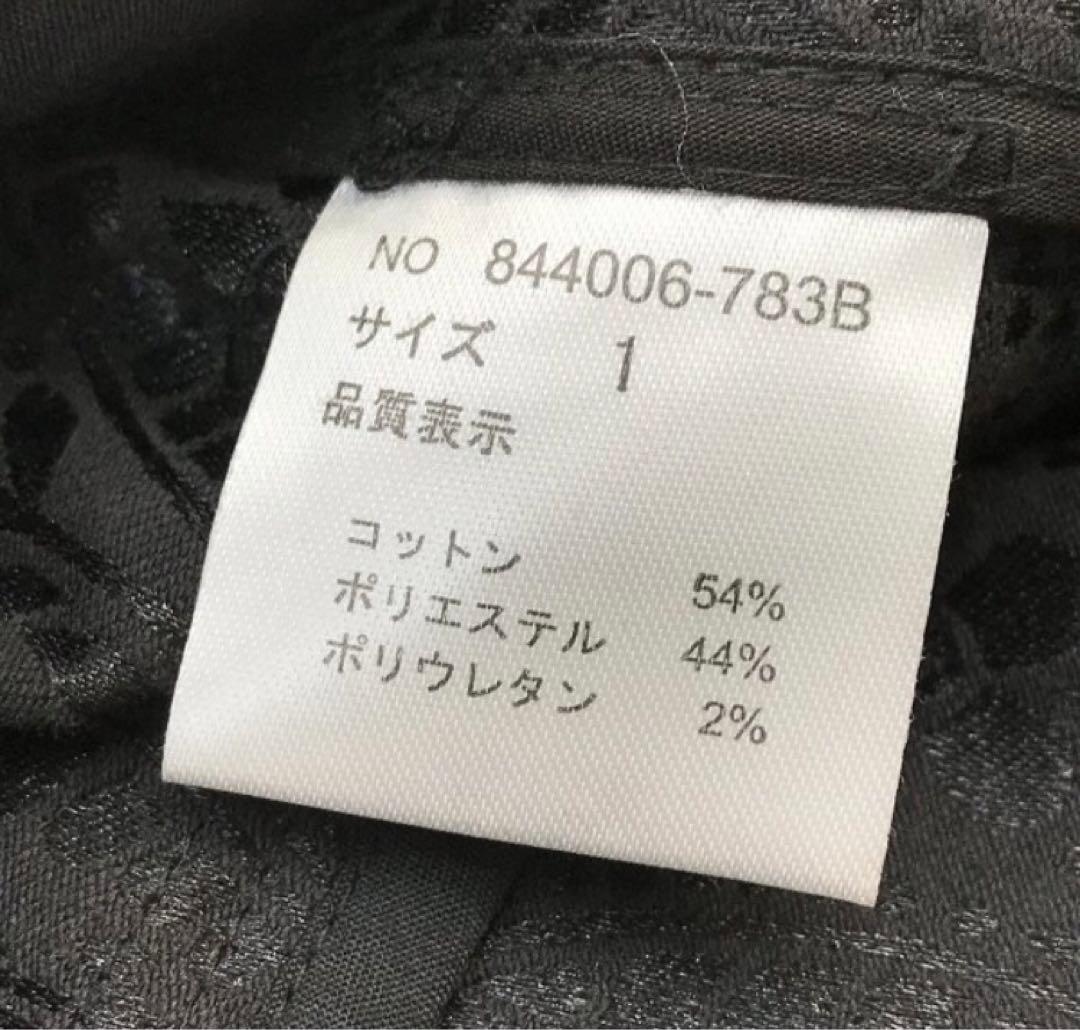 NO 844006-783B
サイズ 1
品質表示
コットン 54%
ポリエステル 44%
ポリウレタン 2%